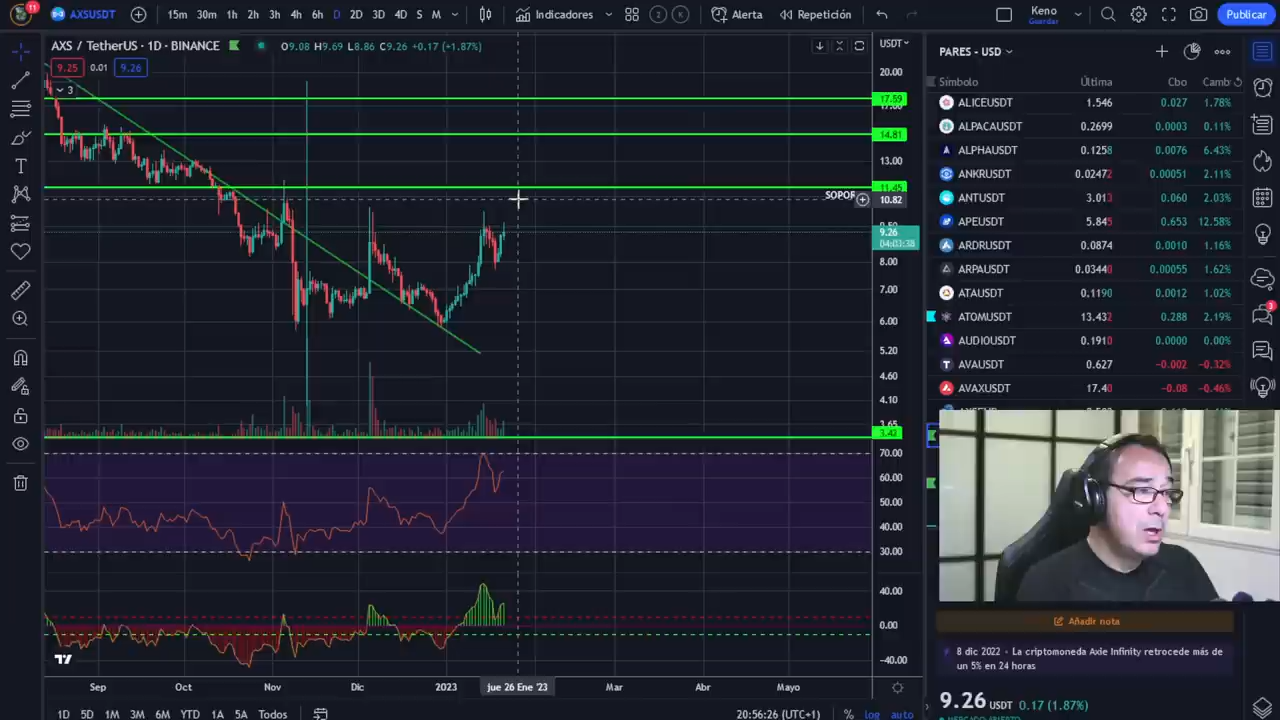 11
AXSUSDT
15m 30m 1h 2h 3h 4h 6h D 2D 3D 4D S M
Indicadores
Alerta
Repetición
Keno
Guardar
Publicar
AXS / TetherUS · 1D · BINANCE
O9.08 H9.69 L8.86 C9.26 +0.17 (+1.87%)
9.25 0.01 9.26
3
USDT
20.00
17.59
14.81
13.00
11.45
SOPOR
10.82
9.26
04:03:38
8.00
7.00
6.00
5.20
4.60
4.10
3.65
70.00
60.00
50.00
40.00
30.00
40.00
0.00
−40.00
Sep Oct Nov Dic 2023 jue 26 Ene '23 Mar Abr Mayo
1D 5D 1M 3M 6M YTD 1A 5A Todos
20:56:26 (UTC+1)
% log auto
PARES - USD
Símbolo Última Cbo Camb
ALICEUSDT 1.546 0.027 1.78%
ALPACAUSDT 0.2699 0.0003 0.11%
ALPHAUSDT 0.1258 0.0076 6.43%
ANKRUSDT 0.02472 0.00051 2.11%
ANTUSDT 3.013 0.060 2.03%
APEUSDT 5.845 0.653 12.58%
ARDRUSDT 0.0874 0.0010 1.16%
ARPAUSDT 0.03440 0.00055 1.62%
ATAUSDT 0.1190 0.0012 1.02%
ATOMUSDT 13.432 0.288 2.19%
AUDIOUSDT 0.1910 0.0000 0.00%
AVAUSDT 0.627 −0.002 −0.32%
AVAXUSDT 17.40 −0.08 −0.46%
3
Añadir nota
8 dic 2022 · La criptomoneda Axie Infinity retrocede más de
un 5% en 24 horas
9.26 USDT 0.17 (1.87%)